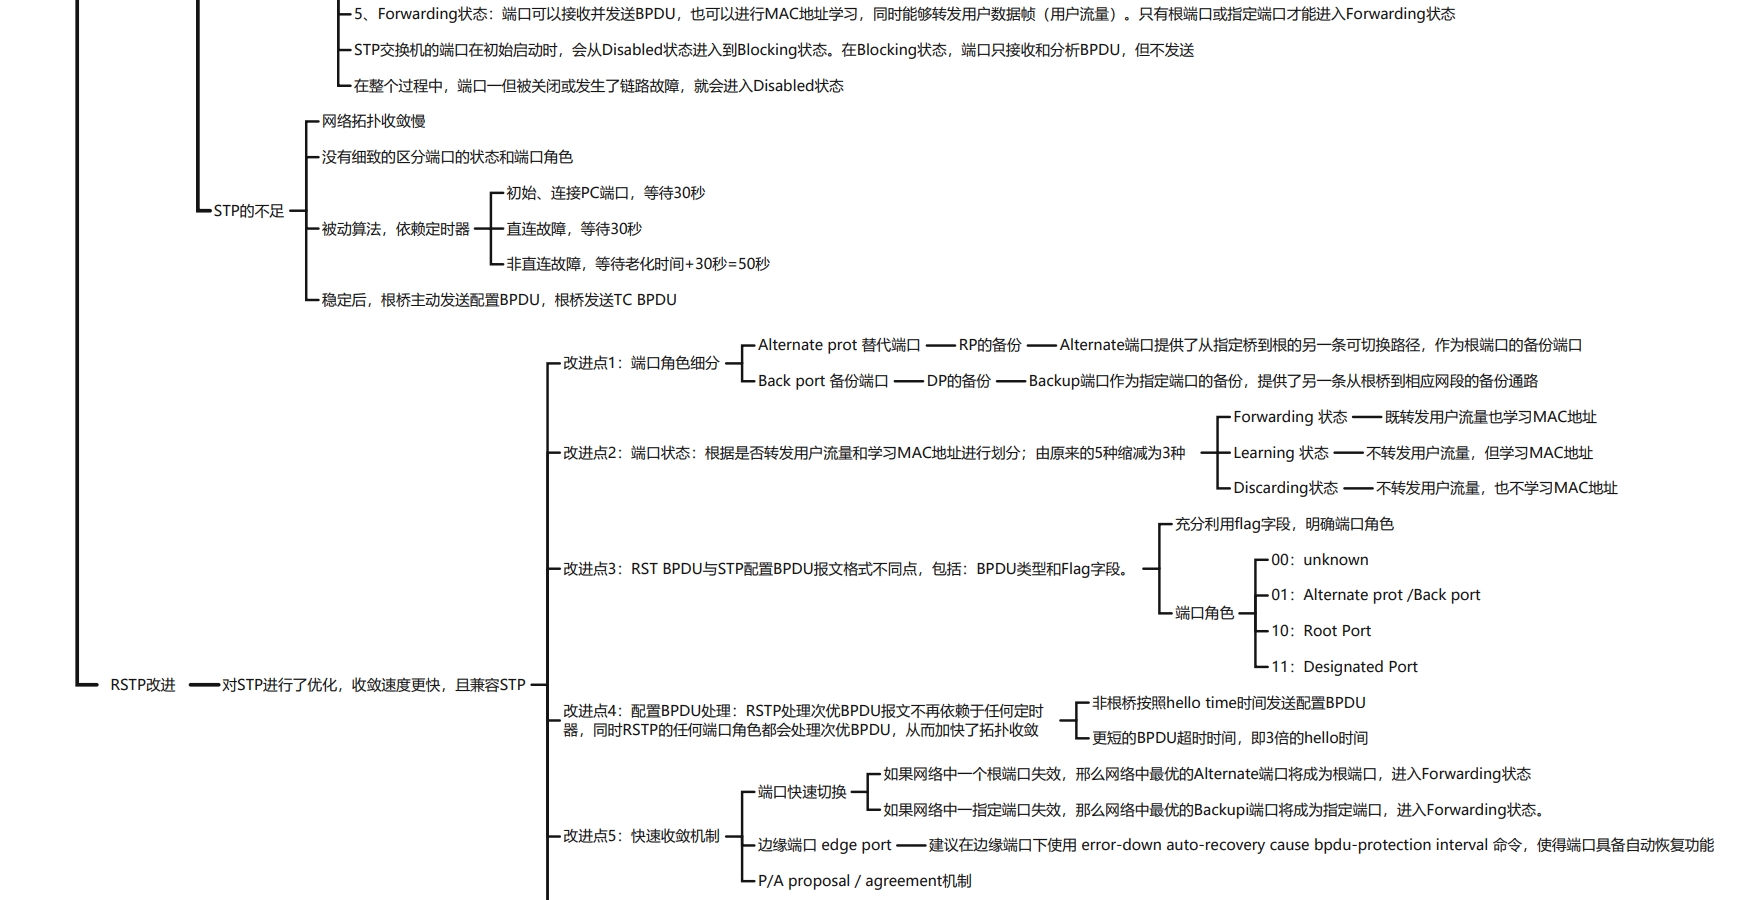 5、Forwarding状态：端口可以接收并发送BPDU，也可以进行MAC地址学习，同时能够转发用户数据帧（用户流量）。只有根端口或指定端口才能进入Forwarding状态
STP交换机的端口在初始启动时，会从Disabled状态进入到Blocking状态。在Blocking状态，端口只接收和分析BPDU，但不发送
在整个过程中，端口一但被关闭或发生了链路故障，就会进入Disabled状态
STP的不足
网络拓扑收敛慢
没有细致的区分端口的状态和端口角色
被动算法，依赖定时器
初始、连接PC端口，等待30秒
直连故障，等待30秒
非直连故障，等待老化时间+30秒=50秒
稳定后，根桥主动发送配置BPDU，根桥发送TC BPDU
RSTP改进
对STP进行了优化，收敛速度更快，且兼容STP
改进点1：端口角色细分
Alternate prot 替代端口
RP的备份
Alternate端口提供了从指定桥到根的另一条可切换路径，作为根端口的备份端口
Back port 备份端口
DP的备份
Backup端口作为指定端口的备份，提供了另一条从根桥到相应网段的备份通路
改进点2：端口状态：根据是否转发用户流量和学习MAC地址进行划分；由原来的5种缩减为3种
Forwarding 状态
既转发用户流量也学习MAC地址
Learning 状态
不转发用户流量，但学习MAC地址
Discarding状态
不转发用户流量，也不学习MAC地址
改进点3：RST BPDU与STP配置BPDU报文格式不同点，包括：BPDU类型和Flag字段。
充分利用flag字段，明确端口角色
端口角色
00：unknown
01：Alternate prot /Back port
10：Root Port
11：Designated Port
改进点4：配置BPDU处理：RSTP处理次优BPDU报文不再依赖于任何定时
器，同时RSTP的任何端口角色都会处理次优BPDU，从而加快了拓扑收敛
非根桥按照hello time时间发送配置BPDU
更短的BPDU超时时间，即3倍的hello时间
改进点5：快速收敛机制
端口快速切换
如果网络中一个根端口失效，那么网络中最优的Alternate端口将成为根端口，进入Forwarding状态
如果网络中一指定端口失效，那么网络中最优的Backupi端口将成为指定端口，进入Forwarding状态。
边缘端口 edge port
建议在边缘端口下使用 error-down auto-recovery cause bpdu-protection interval 命令，使得端口具备自动恢复功能
P/A proposal / agreement机制